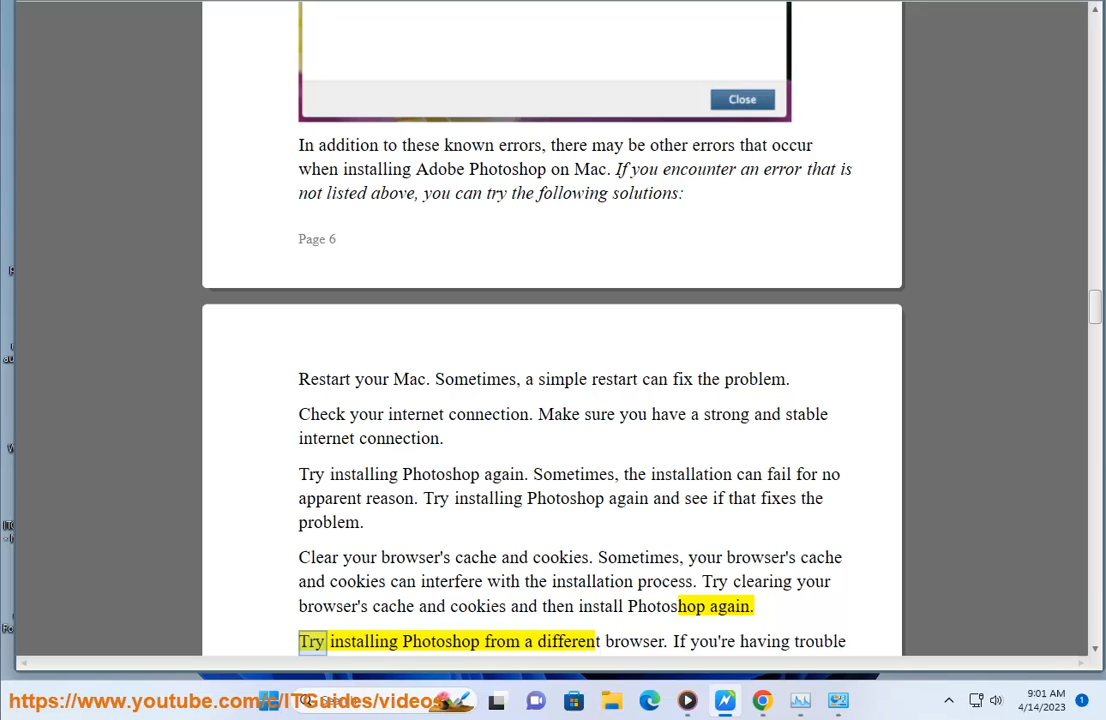 Close
In addition to these known errors, there may be other errors that occur
when installing Adobe Photoshop on Mac. If you encounter an error that is
not listed above, you can try the following solutions:
Page 6
Restart your Mac. Sometimes, a simple restart can fix the problem.
Check your internet connection. Make sure you have a strong and stable
internet connection.
Try installing Photoshop again. Sometimes, the installation can fail for no
apparent reason. Try installing Photoshop again and see if that fixes the
problem.
Clear your browser's cache and cookies. Sometimes, your browser's cache
and cookies can interfere with the installation process. Try clearing your
browser's cache and cookies and then install Photoshop again.
Try installing Photoshop from a different browser. If you're having trouble
https://www.youtube.com/c/ITGuides/videos
9:01 AM
4/14/2023
1